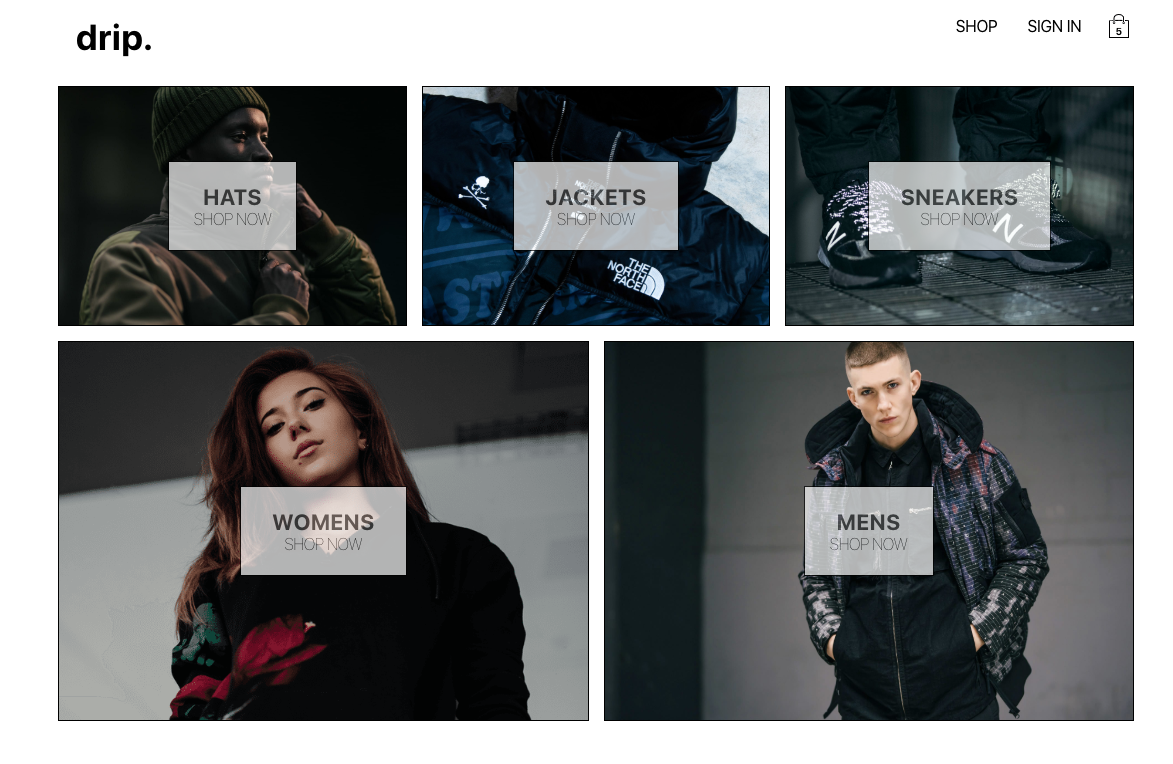 drip.
SHOP
SIGN IN
5
HATS
SHOP NOW
JACKETS
SHOP NOW
THE
NORTH
FACE
SNEAKERS
SHOP NOW
N
N
WOMENS
SHOP NOW
MENS
SHOP NOW